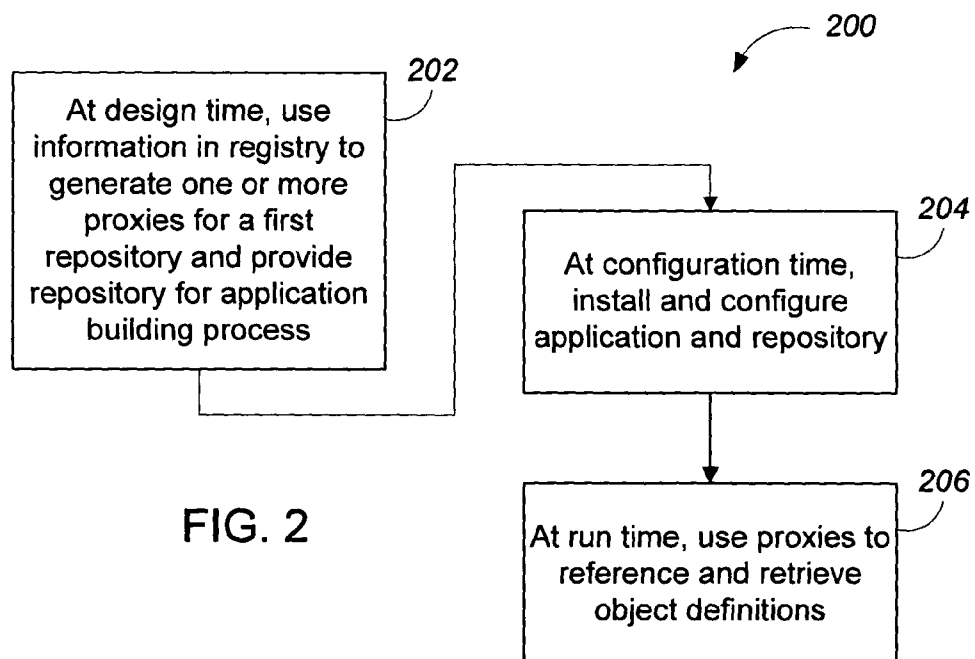 200
202
At design time, use
information in registry to
generate one or more
proxies for a first
repository and provide
repository for application
building process
204
At configuration time,
install and configure
application and repository
206
At run time, use proxies to
reference and retrieve
object definitions
FIG. 2